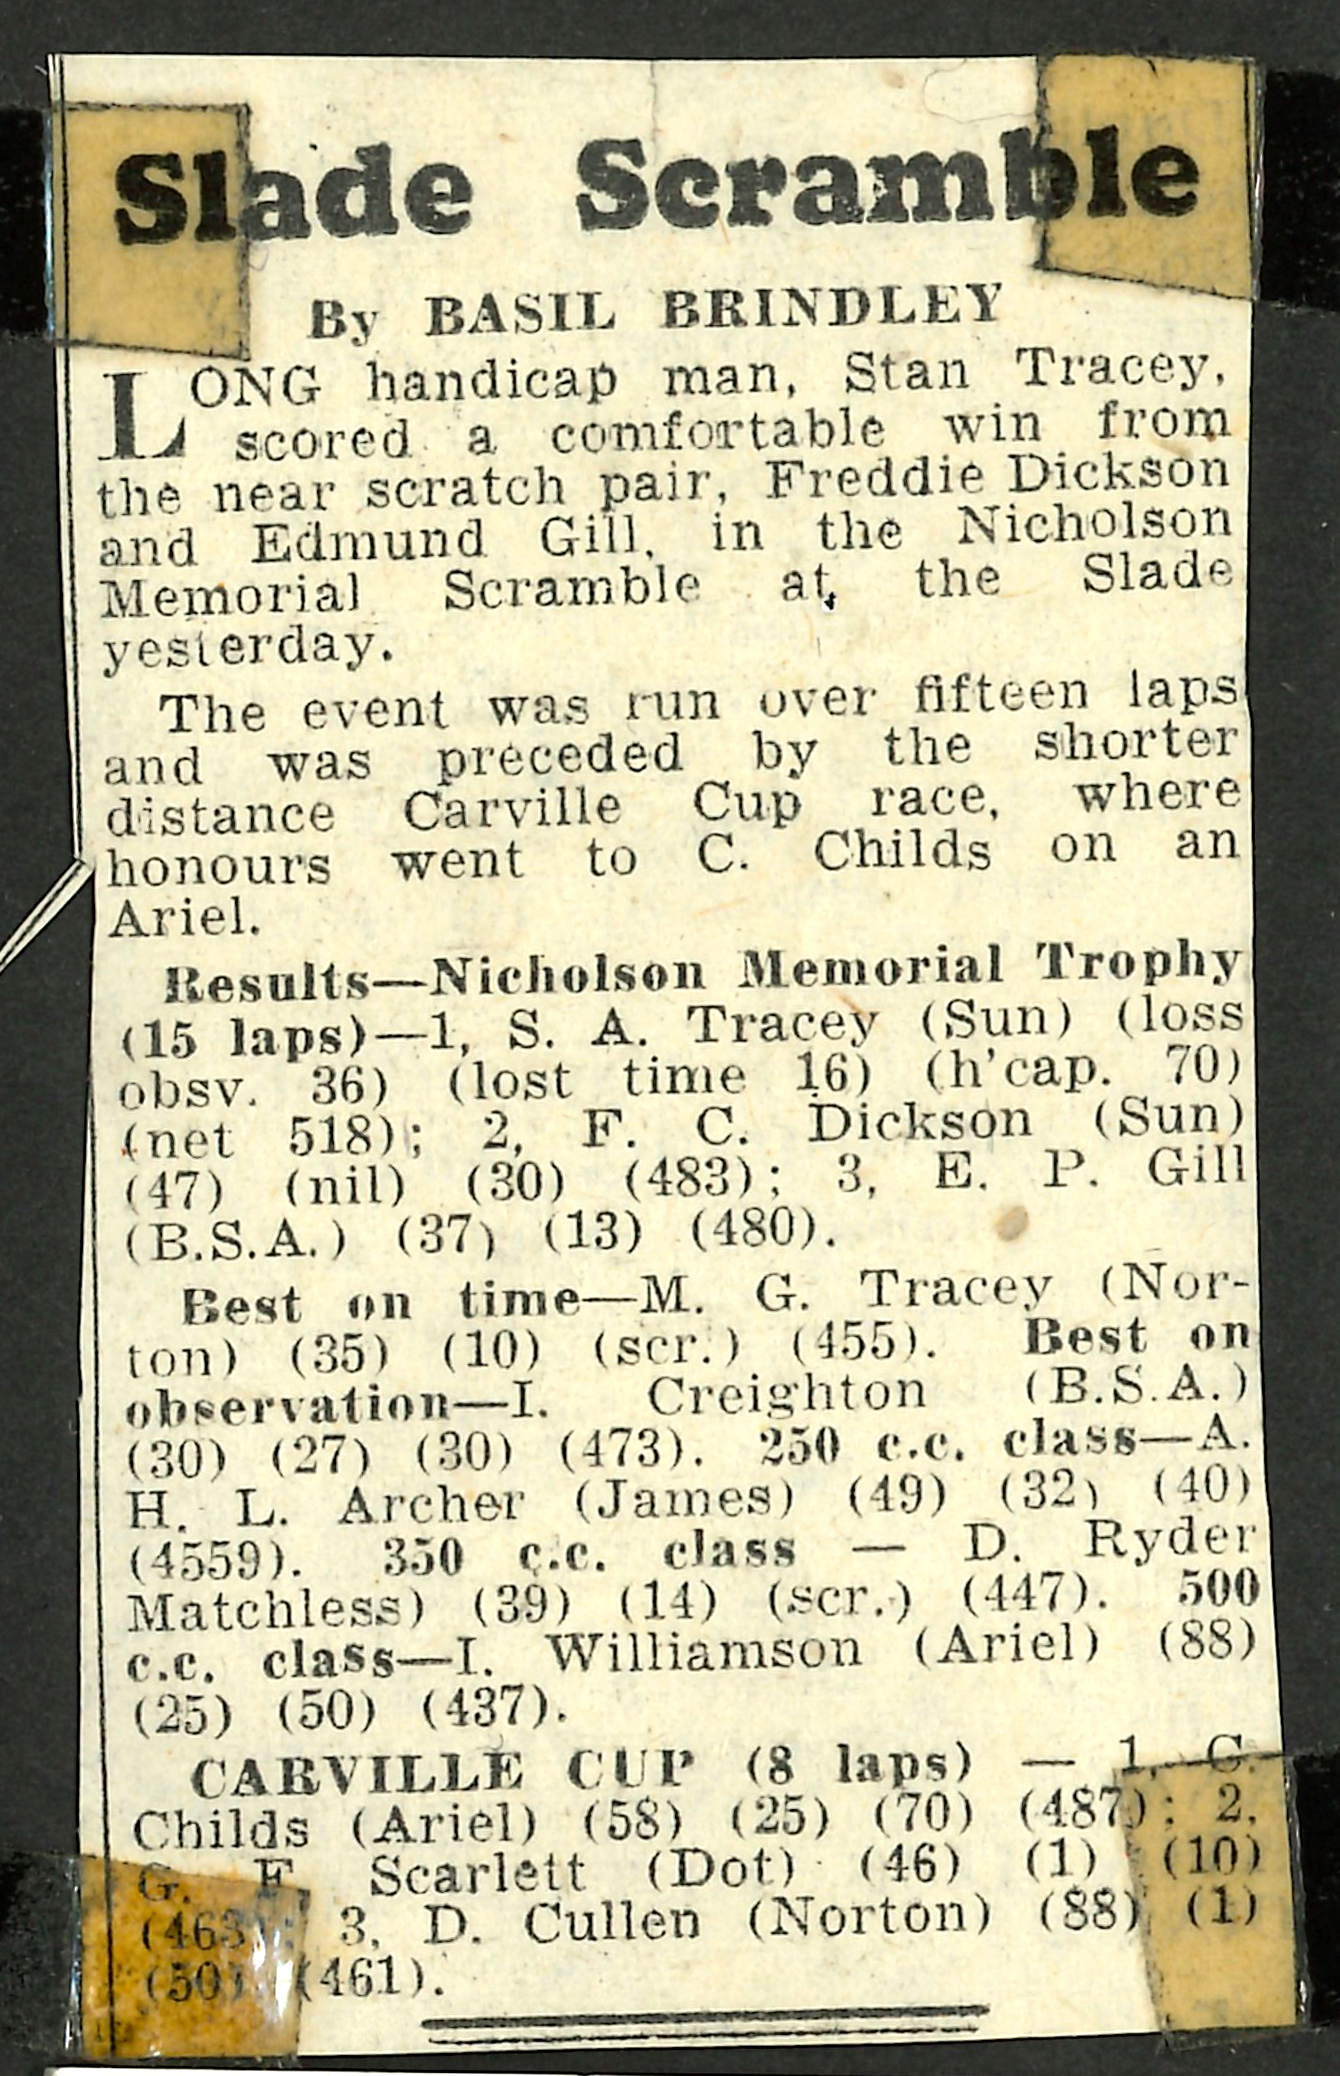 Slade Scramble
By BASIL BRINDLEY
LONG handicap man, Stan Tracey,
scored a comfortable win from
the near scratch pair, Freddie Dickson
and Edmund Gill, in the Nicholson
Memorial Scramble at the Slade
yesterday.
The event was run over fifteen laps
and was preceded by the shorter
distance Carville Cup race, where
honours went to C. Childs on an
Ariel.
Results—Nicholson Memorial Trophy
(15 laps)—1, S. A. Tracey (Sun) (loss
obsv. 36) (lost time 16) (h'cap. 70)
(net 518); 2, F. C. Dickson (Sun)
(47) (nil) (30) (483); 3, E. P. Gill
(B.S.A.) (37) (13) (480).
Best on time—M. G. Tracey (Nor-
ton) (35) (10) (scr.) (455). Best on
observation—I. Creighton (B.S.A.)
(30) (27) (30) (473). 250 c.c. class—A.
H. L. Archer (James) (49) (32) (40)
(4559). 350 c.c. class — D. Ryder
Matchless) (39) (14) (scr.) (447). 500
c.c. class—I. Williamson (Ariel) (88)
(25) (50) (437).
CARVILLE CUP (8 laps) — 1, C.
Childs (Ariel) (58) (25) (70) (487); 2,
G. F. Scarlett (Dot) (46) (1) (10)
(463); 3, D. Cullen (Norton) (88) (1)
(50) (461).